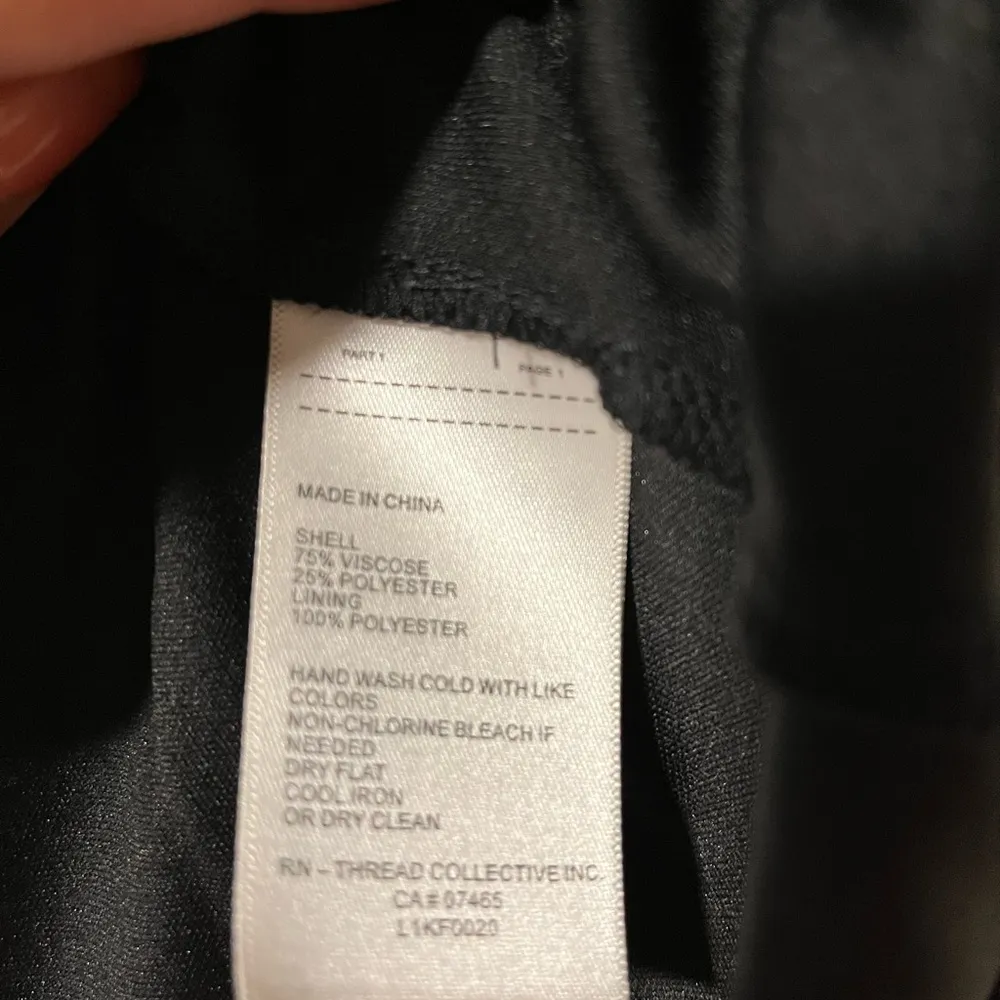 PART 1 PAGE 1
MADE IN CHINA
SHELL
75% VISCOSE
25% POLYESTER
LINING
100% POLYESTER
HAND WASH COLD WITH LIKE
COLORS
NON-CHLORINE BLEACH IF
NEEDED
DRY FLAT
COOL IRON
OR DRY CLEAN
RN – THREAD COLLECTIVE INC.
CA# 07465
L1KF0020